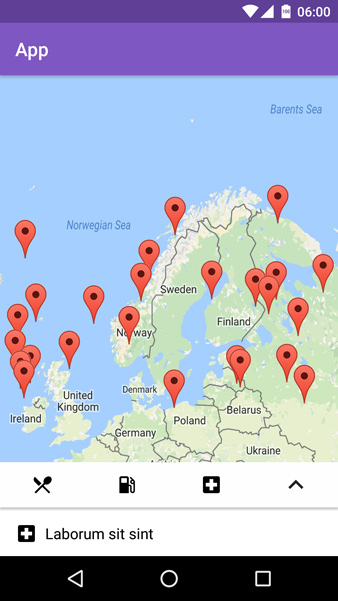 100
06:00
App
Barents Sea
Norwegian Sea
Sweden
Finland
Norway
Denmark
United
Kingdom
Ireland
Belarus
Poland
Germany
Ukraine
Laborum sit sint